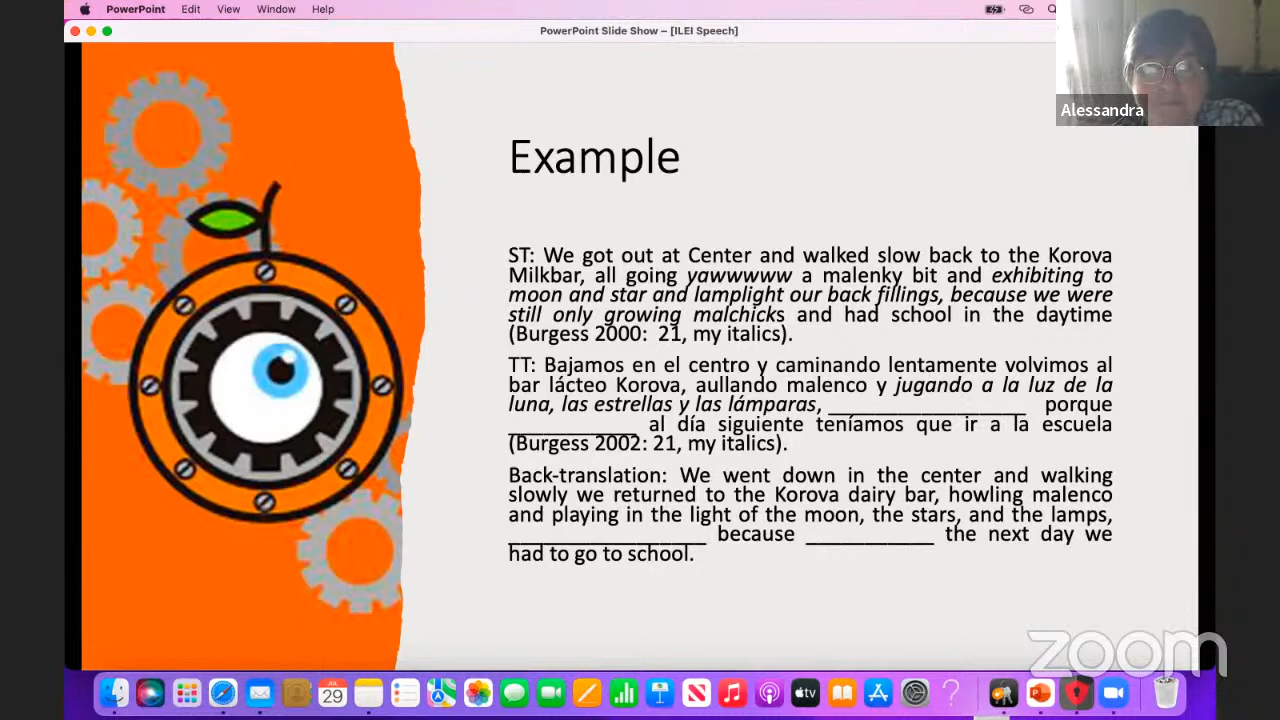 PowerPoint Edit View Window Help
PowerPoint Slide Show – [ILEI Speech]
Alessandra
Example
ST: We got out at Center and walked slow back to the Korova
Milkbar, all going yawwwww a malenky bit and exhibiting to
moon and star and lamplight our back fillings, because we were
still only growing malchicks and had school in the daytime
(Burgess 2000: 21, my italics).
TT: Bajamos en el centro y caminando lentamente volvimos al
bar lácteo Korova, aullando malenco y jugando a la luz de la
luna, las estrellas y las lámparas, __________________ porque
____________ al día siguiente teníamos que ir a la escuela
(Burgess 2002: 21, my italics).
Back-translation: We went down in the center and walking
slowly we returned to the Korova dairy bar, howling malenco
and playing in the light of the moon, the stars, and the lamps,
__________________ because ____________ the next day we
had to go to school.
zoom
JUL
29
tv